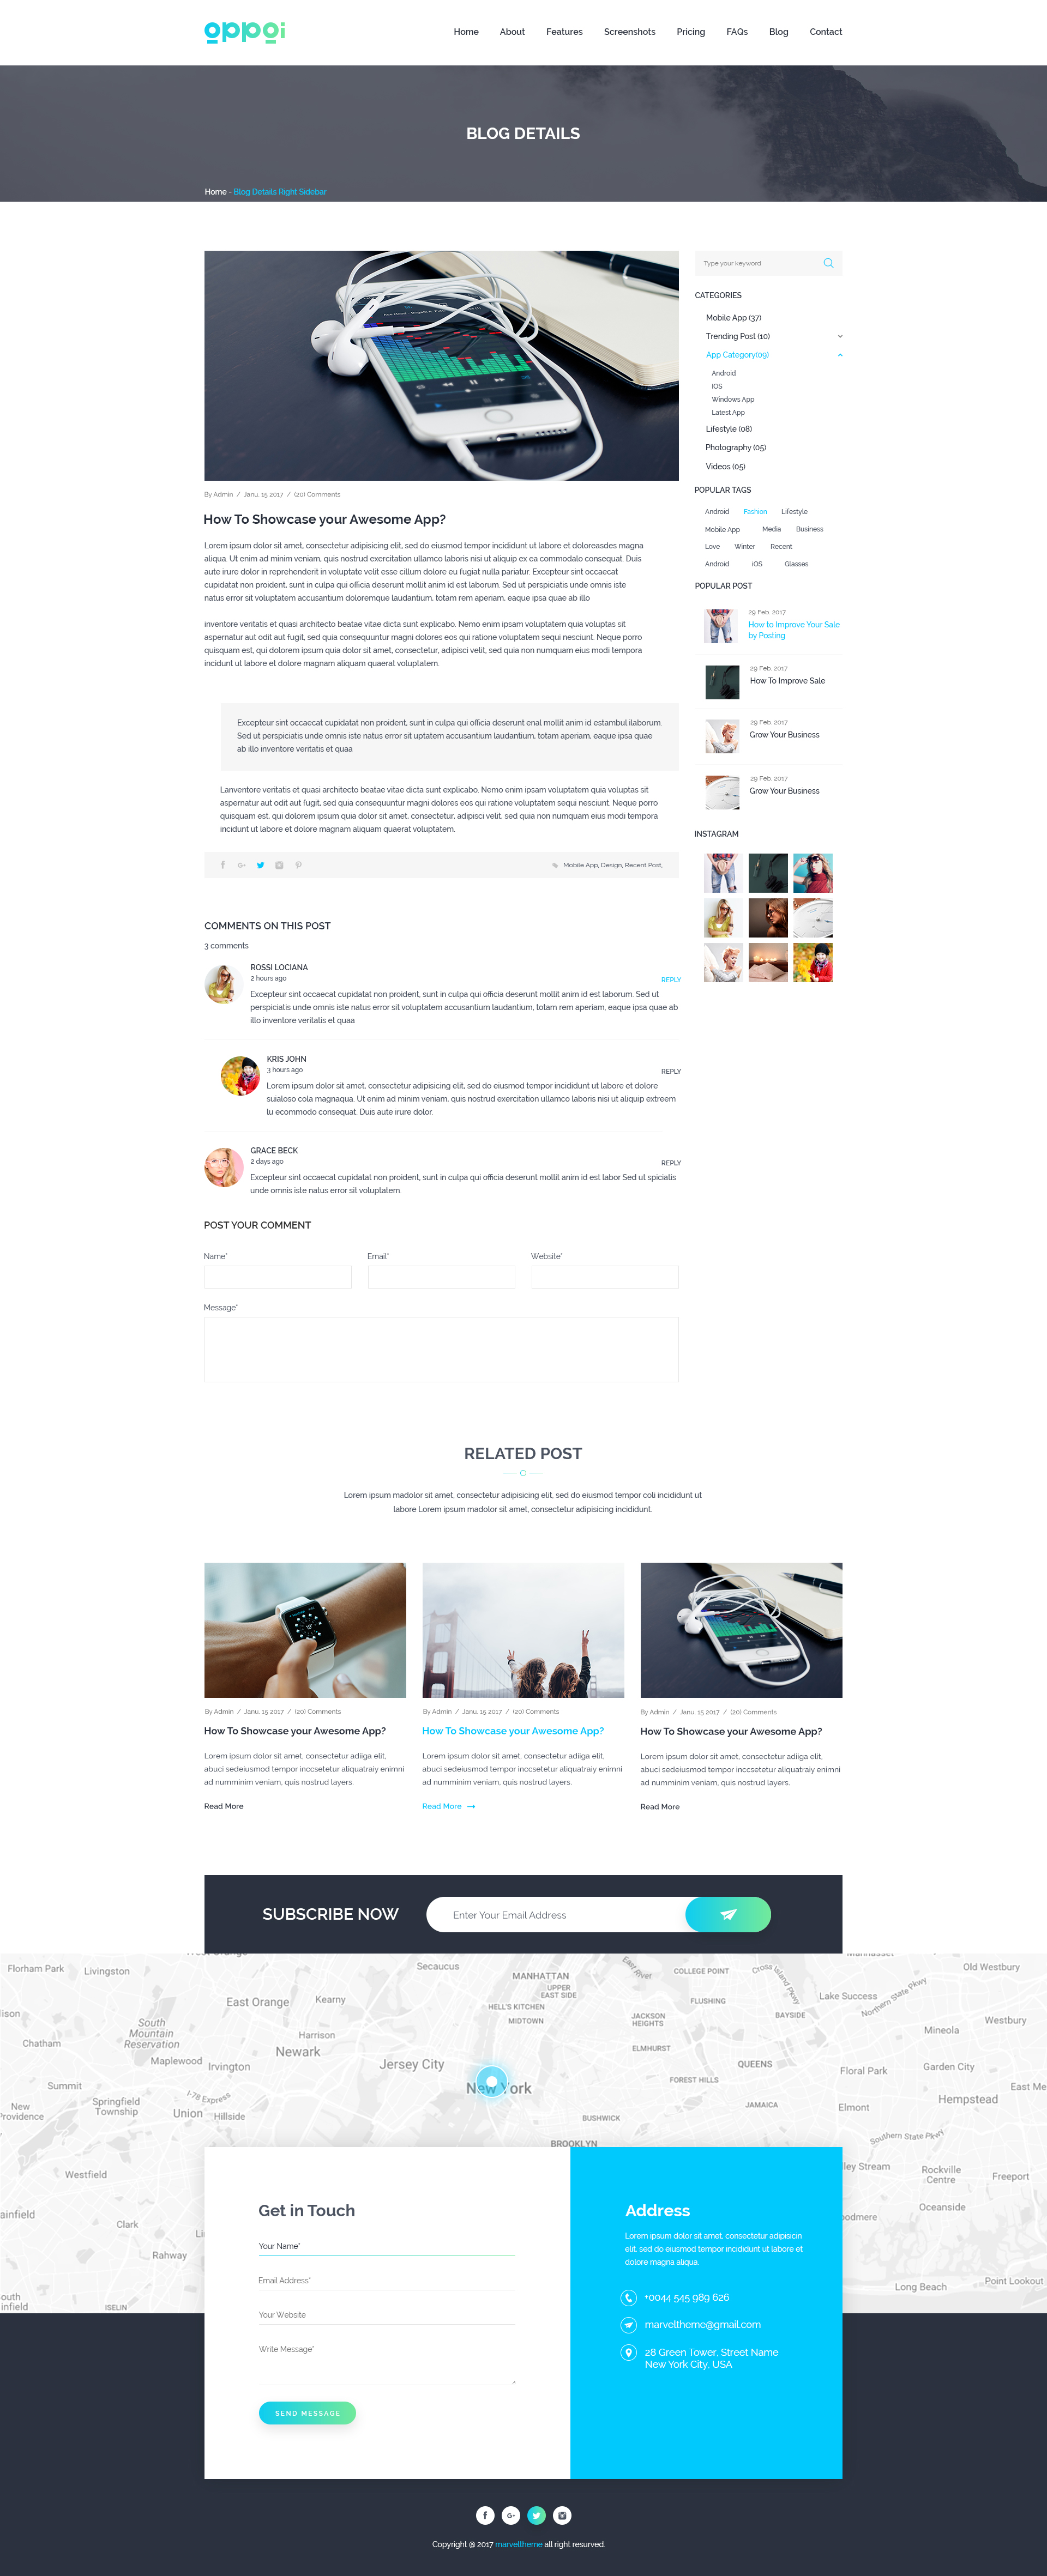 oppoi
Home About Features Screenshots Pricing FAQs Blog Contact
BLOG DETAILS
Home - Blog Details Right Sidebar
By Admin / Janu. 15 2017 / (20) Comments
How To Showcase your Awesome App?
Lorem ipsum dolor sit amet, consectetur adipisicing elit, sed do eiusmod tempor incididunt ut labore et doloreasdes magna
aliqua. Ut enim ad minim veniam, quis nostrud exercitation ullamco laboris nisi ut aliquip ex ea commodalo consequat. Duis
aute irure dolor in reprehenderit in voluptate velit esse cillum dolore eu fugiat nulla pariatur. Excepteur sint occaecat
cupidatat non proident, sunt in culpa qui officia deserunt mollit anim id est laborum. Sed ut perspiciatis unde omnis iste
natus error sit voluptatem accusantium doloremque laudantium, totam rem aperiam, eaque ipsa quae ab illo
inventore veritatis et quasi architecto beatae vitae dicta sunt explicabo. Nemo enim ipsam voluptatem quia voluptas sit
aspernatur aut odit aut fugit, sed quia consequuntur magni dolores eos qui ratione voluptatem sequi nesciunt. Neque porro
quisquam est, qui dolorem ipsum quia dolor sit amet, consectetur, adipisci velit, sed quia non numquam eius modi tempora
incidunt ut labore et dolore magnam aliquam quaerat voluptatem.
Excepteur sint occaecat cupidatat non proident, sunt in culpa qui officia deserunt enal mollit anim id estambul ilaborum.
Sed ut perspiciatis unde omnis iste natus error sit uptatem accusantium laudantium, totam aperiam, eaque ipsa quae
ab illo inventore veritatis et quaa
Lanventore veritatis et quasi architecto beatae vitae dicta sunt explicabo. Nemo enim ipsam voluptatem quia voluptas sit
aspernatur aut odit aut fugit, sed quia consequuntur magni dolores eos qui ratione voluptatem sequi nesciunt. Neque porro
quisquam est, qui dolorem ipsum quia dolor sit amet, consectetur, adipisci velit, sed quia non numquam eius modi tempora
incidunt ut labore et dolore magnam aliquam quaerat voluptatem.
Mobile App, Design, Recent Post,
COMMENTS ON THIS POST
3 comments
ROSSI LOCIANA
2 hours ago
REPLY
Excepteur sint occaecat cupidatat non proident, sunt in culpa qui officia deserunt mollit anim id est laborum. Sed ut
perspiciatis unde omnis iste natus error sit voluptatem accusantium laudantium, totam rem aperiam, eaque ipsa quae ab
illo inventore veritatis et quaa
KRIS JOHN
3 hours ago
REPLY
Lorem ipsum dolor sit amet, consectetur adipisicing elit, sed do eiusmod tempor incididunt ut labore et dolore
suialoso cola magnaqua. Ut enim ad minim veniam, quis nostrud exercitation ullamco laboris nisi ut aliquip extreem
lu ecommodo consequat. Duis aute irure dolor.
GRACE BECK
2 days ago
REPLY
Excepteur sint occaecat cupidatat non proident, sunt in culpa qui officia deserunt mollit anim id est labor Sed ut spiciatis
unde omnis iste natus error sit voluptatem.
POST YOUR COMMENT
Name* Email* Website*
Message*
Type your keyword
CATEGORIES
Mobile App (37)
Trending Post (10)
App Category(09)
Android
IOS
Windows App
Latest App
Lifestyle (08)
Photography (05)
Videos (05)
POPULAR TAGS
Android Fashion Lifestyle
Mobile App Media Business
Love Winter Recent
Android iOS Glasses
POPULAR POST
29 Feb. 2017
How to Improve Your Sale
by Posting
29 Feb. 2017
How To Improve Sale
29 Feb. 2017
Grow Your Business
29 Feb. 2017
Grow Your Business
INSTAGRAM
RELATED POST
Lorem ipsum madolor sit amet, consectetur adipisicing elit, sed do eiusmod tempor coli incididunt ut
labore Lorem ipsum madolor sit amet, consectetur adipisicing incididunt.
By Admin / Janu. 15 2017 / (20) Comments
How To Showcase your Awesome App?
Lorem ipsum dolor sit amet, consectetur adiiga elit,
abuci sedeiusmod tempor inccsetetur aliquatraiy enimni
ad numminim veniam, quis nostrud layers.
Read More
By Admin / Janu. 15 2017 / (20) Comments
How To Showcase your Awesome App?
Lorem ipsum dolor sit amet, consectetur adiiga elit,
abuci sedeiusmod tempor inccsetetur aliquatraiy enimni
ad numminim veniam, quis nostrud layers.
Read More
By Admin / Janu. 15 2017 / (20) Comments
How To Showcase your Awesome App?
Lorem ipsum dolor sit amet, consectetur adiiga elit,
abuci sedeiusmod tempor inccsetetur aliquatraiy enimni
ad numminim veniam, quis nostrud layers.
Read More
SUBSCRIBE NOW
Enter Your Email Address
Florham Park Livingston Secaucus MANHATTAN COLLEGE POINT Old Westbury
East River
Cross Island Pkwy
Northern State Pkwy
UPPER
EAST SIDE
East Orange Kearny HELL'S KITCHEN FLUSHING Lake Success
MIDTOWN JACKSON
HEIGHTS
BAYSIDE Westbury
Chatham South
Mountain
Reservation
Harrison Mineola
Newark ELMHURST
Maplewood Irvington Jersey City QUEENS Floral Park Garden City
Summit New York FOREST HILLS
I-78 Express
New
Providence
Springfield
Township
Union Hillside BUSHWICK JAMAICA Elmont Hempstead East Me
BROOKLYN Southern State Pkwy
Westfield ley Stream Rockville
Centre
Freeport
Oceanside
Clark
Rahway
Long Beach Point Lookout
ISELIN
Get in Touch
Your Name*
Email Address*
Your Website
Write Message*
SEND MESSAGE
Address
Lorem ipsum dolor sit amet, consectetur adipisicin
elit, sed do eiusmod tempor incididunt ut labore et
dolore magna aliqua.
+0044 545 989 626
marveltheme@gmail.com
28 Green Tower, Street Name
New York City, USA
Copyright @ 2017 marveltheme all right resurved.